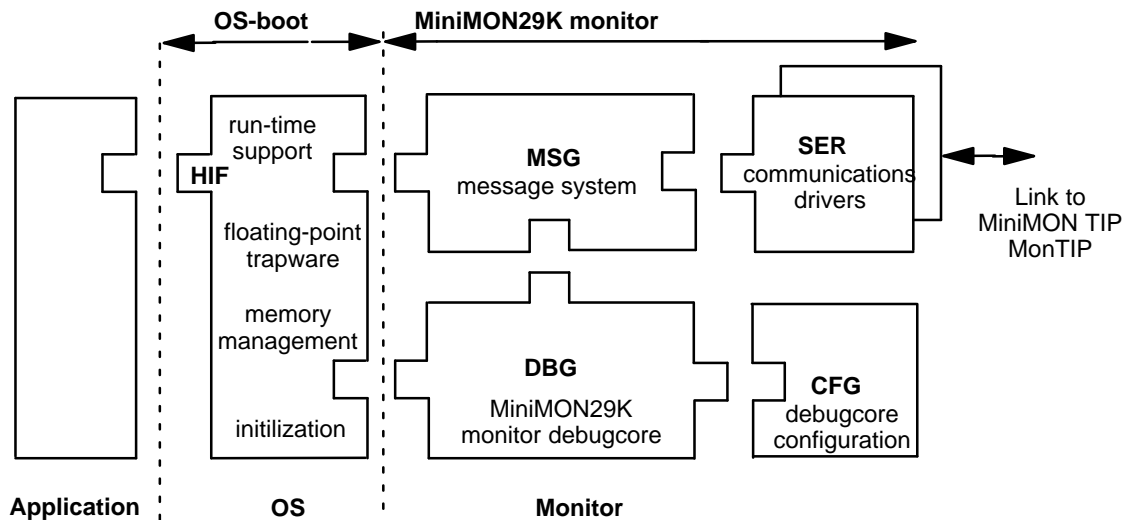 OS-boot
MiniMON29K monitor
run-time
support
HIF
floating-point
trapware
memory
management
initilization
MSG
message system
SER
communications
drivers
Link to
MiniMON TIP
MonTIP
DBG
MiniMON29K
monitor debugcore
CFG
debugcore
configuration
Application
OS
Monitor